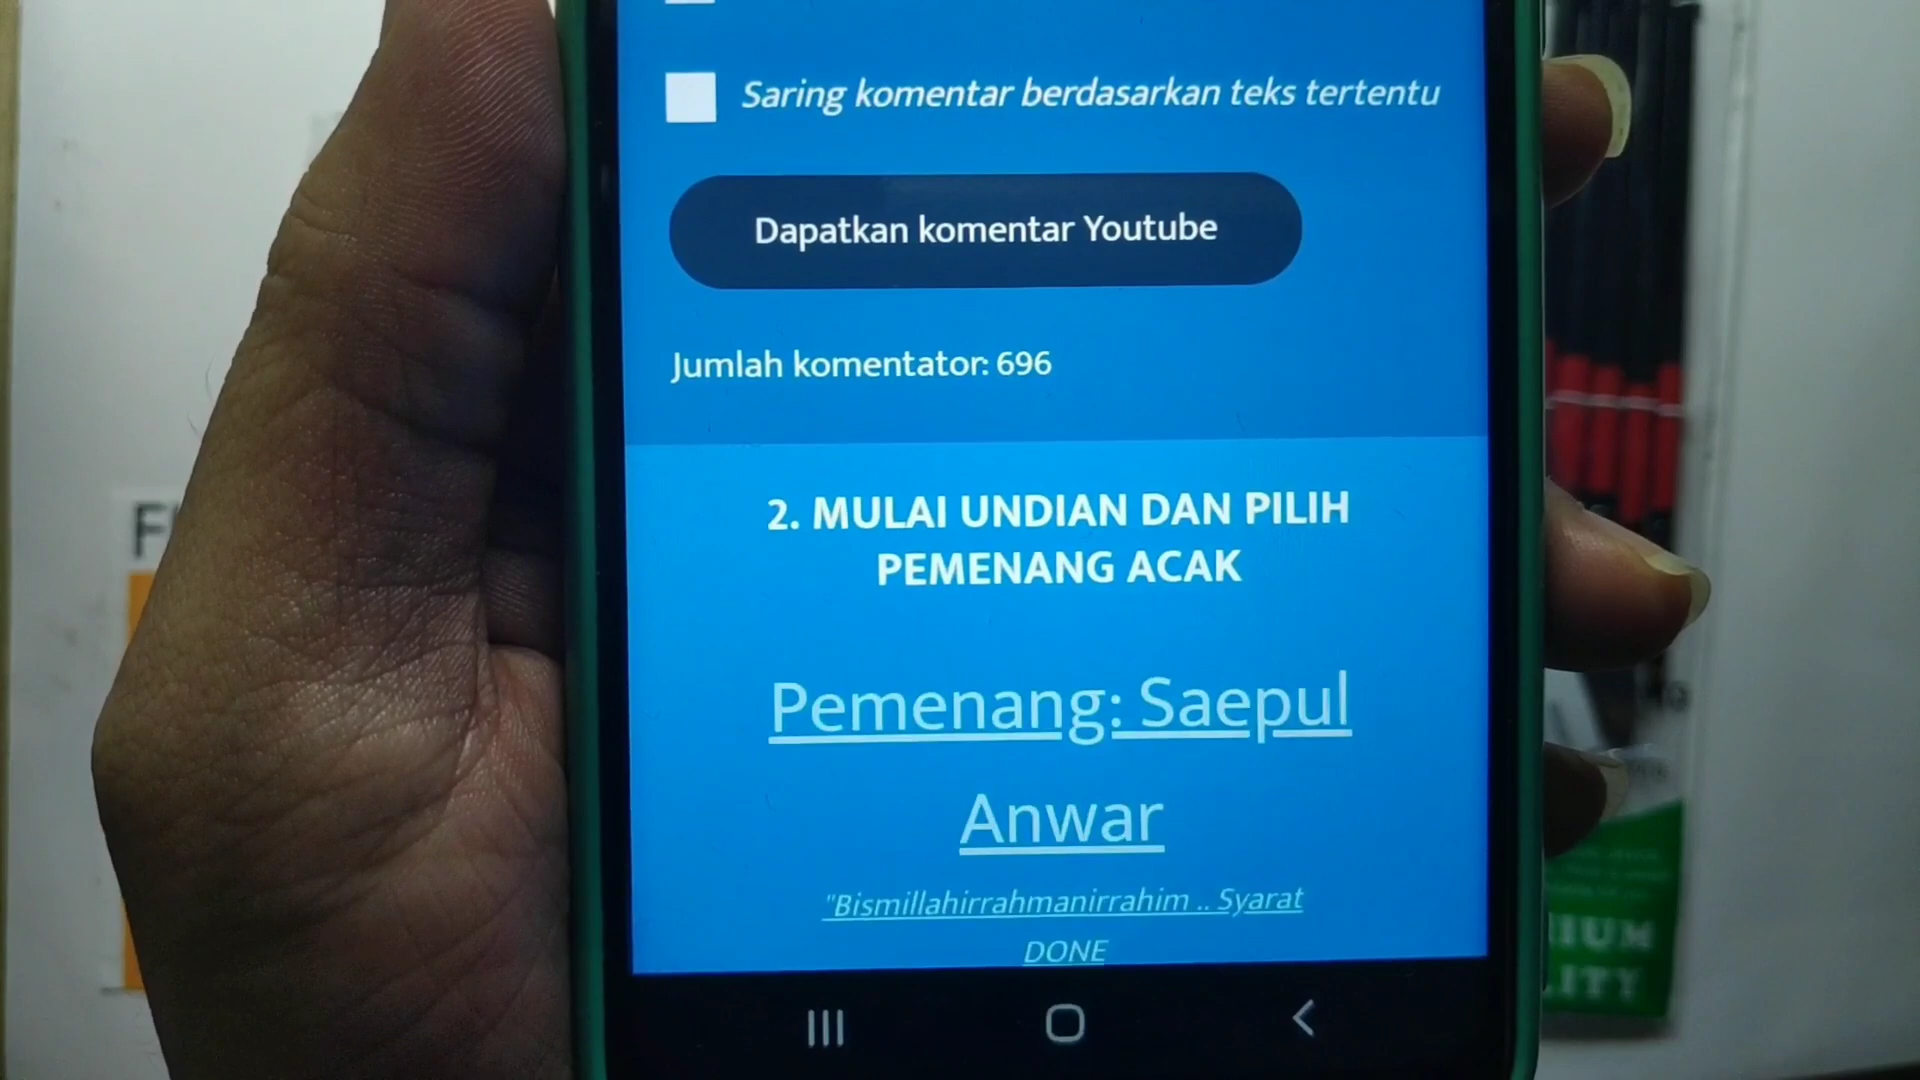 Saring komentar berdasarkan teks tertentu
Dapatkan komentar Youtube
Jumlah komentator: 696
2. MULAI UNDIAN DAN PILIH
PEMENANG ACAK
Pemenang: Saepul
Anwar
"Bismillahirrahmanirrahim .. Syarat
DONE